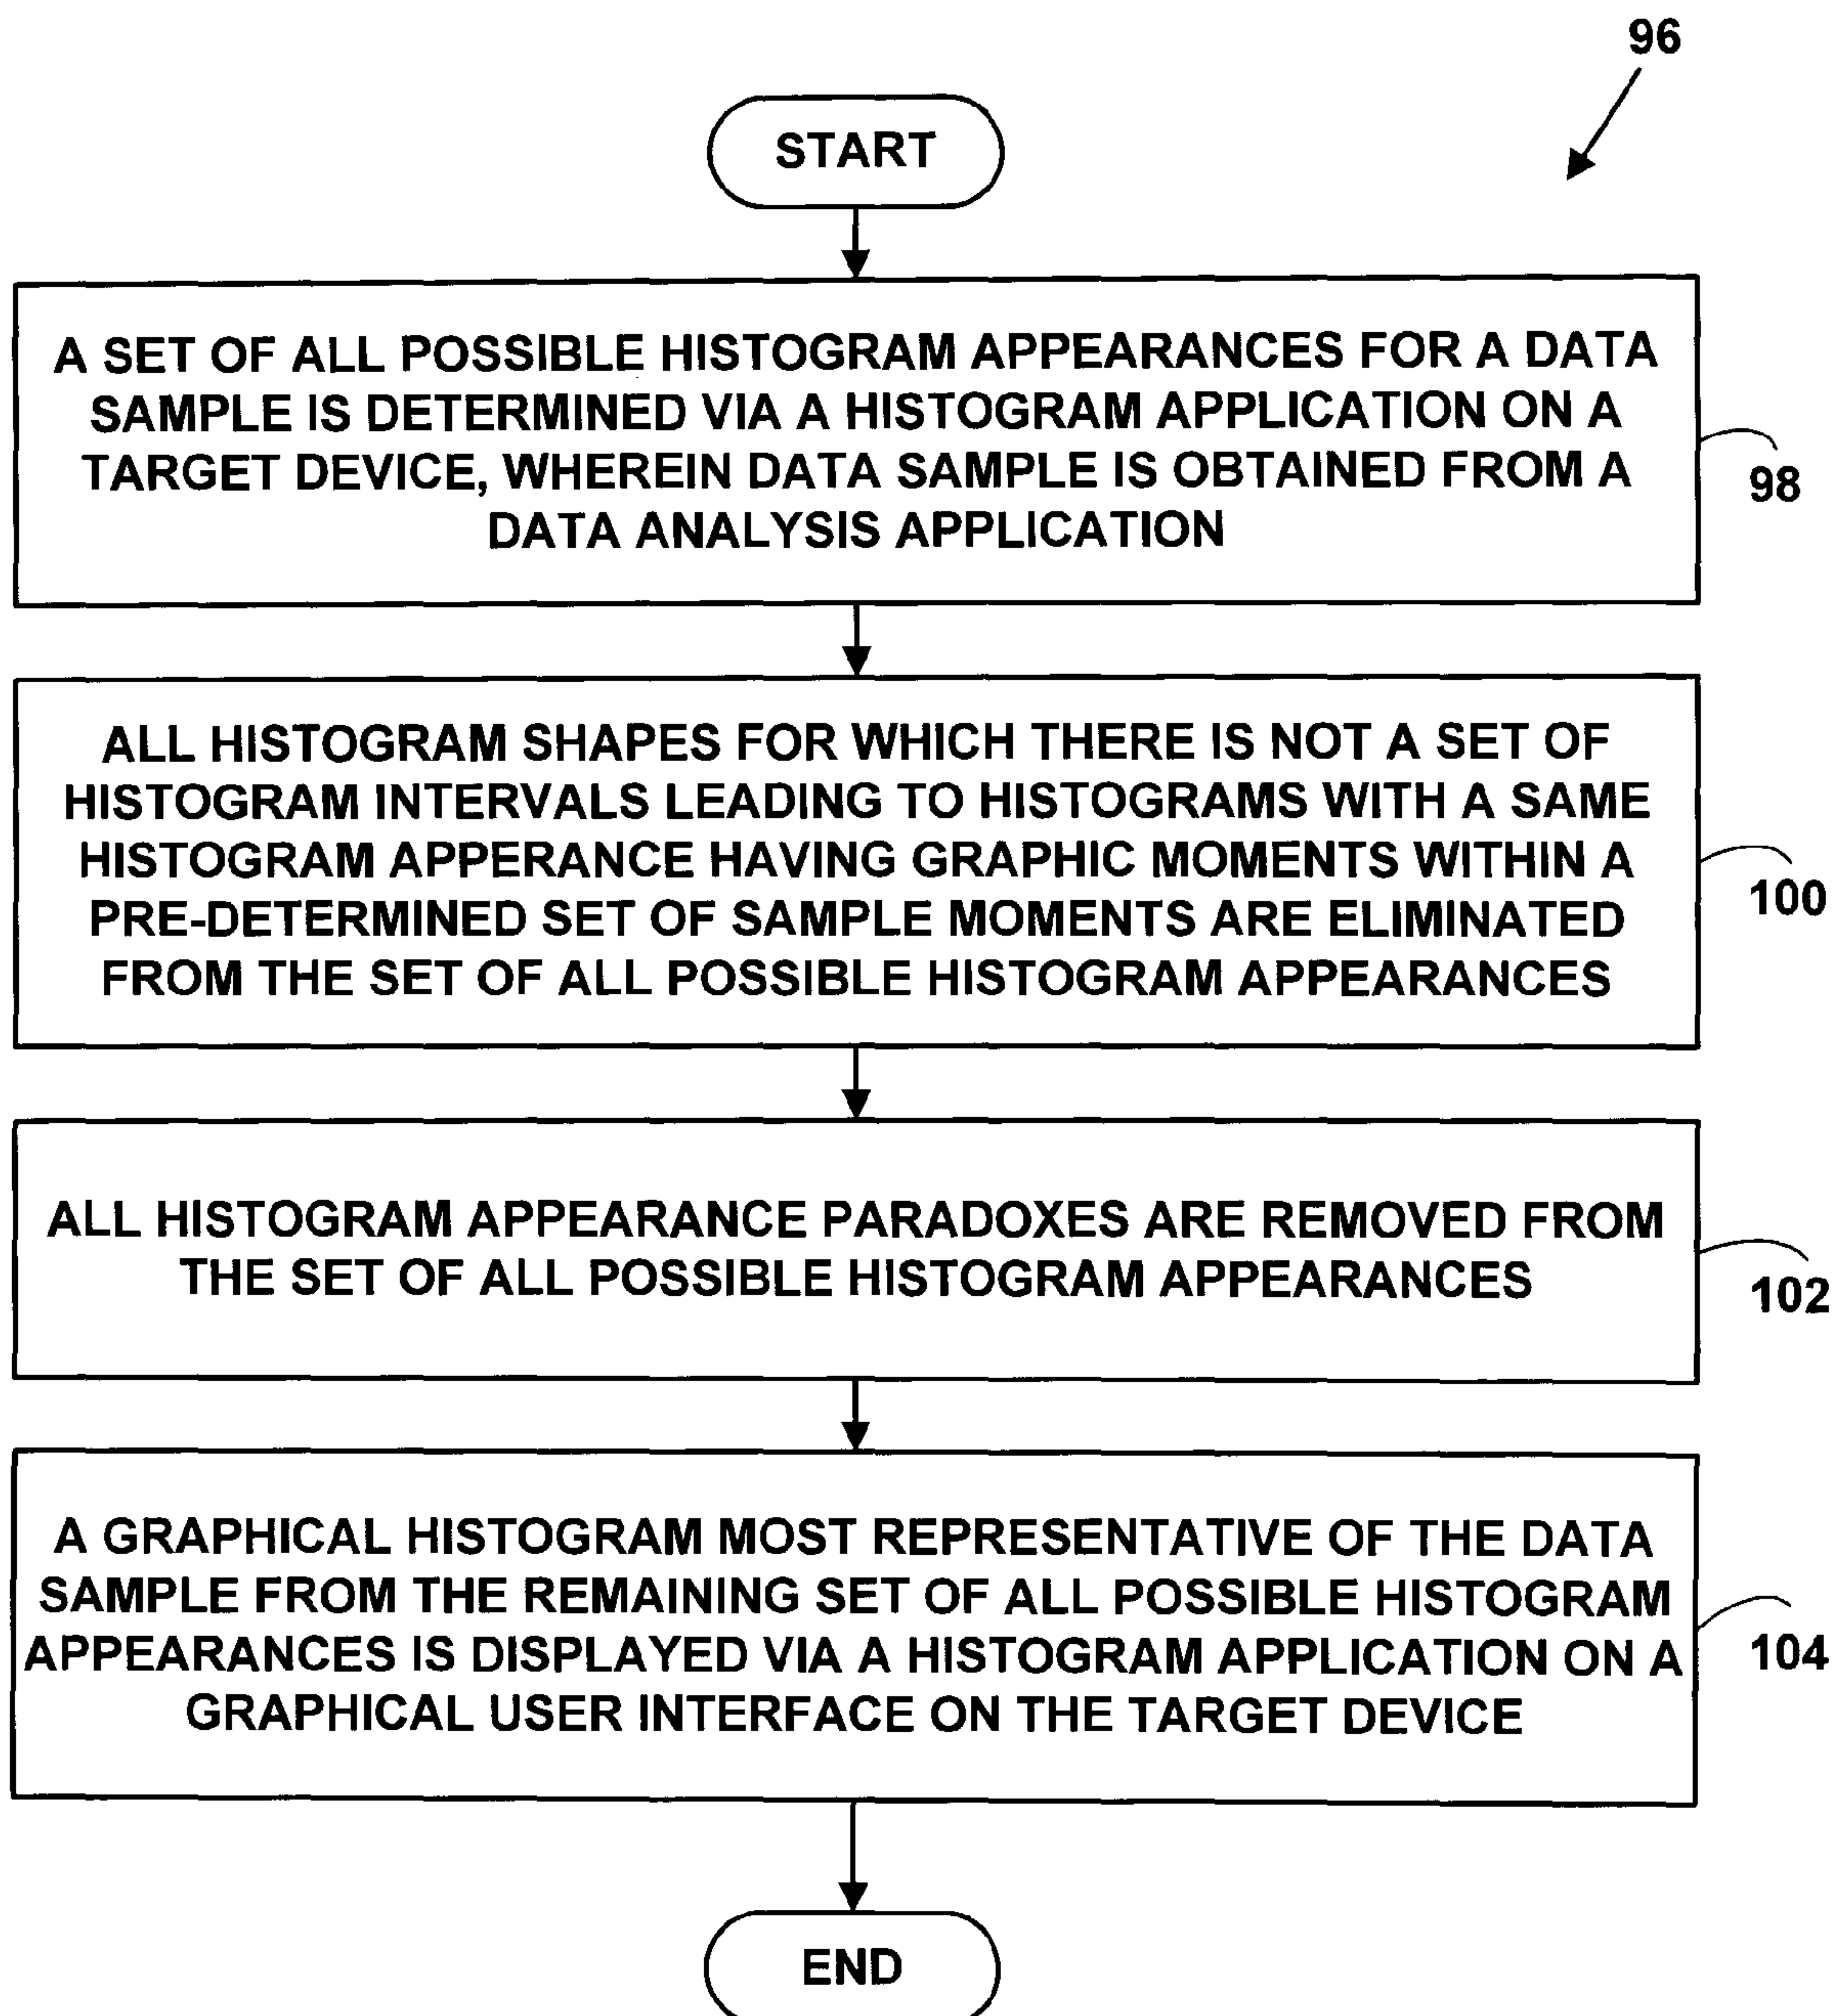 96
START
A SET OF ALL POSSIBLE HISTOGRAM APPEARANCES FOR A DATA
SAMPLE IS DETERMINED VIA A HISTOGRAM APPLICATION ON A
TARGET DEVICE, WHEREIN DATA SAMPLE IS OBTAINED FROM A
DATA ANALYSIS APPLICATION
98
ALL HISTOGRAM SHAPES FOR WHICH THERE IS NOT A SET OF
HISTOGRAM INTERVALS LEADING TO HISTOGRAMS WITH A SAME
HISTOGRAM APPERANCE HAVING GRAPHIC MOMENTS WITHIN A
PRE-DETERMINED SET OF SAMPLE MOMENTS ARE ELIMINATED
FROM THE SET OF ALL POSSIBLE HISTOGRAM APPEARANCES
100
ALL HISTOGRAM APPEARANCE PARADOXES ARE REMOVED FROM
THE SET OF ALL POSSIBLE HISTOGRAM APPEARANCES
102
A GRAPHICAL HISTOGRAM MOST REPRESENTATIVE OF THE DATA
SAMPLE FROM THE REMAINING SET OF ALL POSSIBLE HISTOGRAM
APPEARANCES IS DISPLAYED VIA A HISTOGRAM APPLICATION ON A
GRAPHICAL USER INTERFACE ON THE TARGET DEVICE
104
END